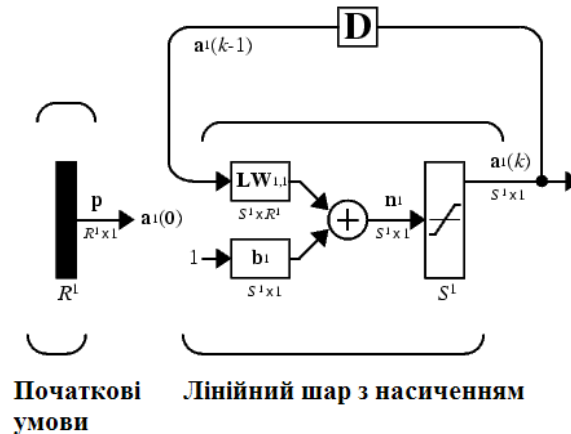 D
a¹(k-1)
a¹(k)
S¹x1
LW1,1
S¹xR¹
p
R¹x1
a¹(0)
n¹
S¹x1
1
b¹
S¹x1
R¹
S¹
Початкові умови
Лінійний шар з насиченням